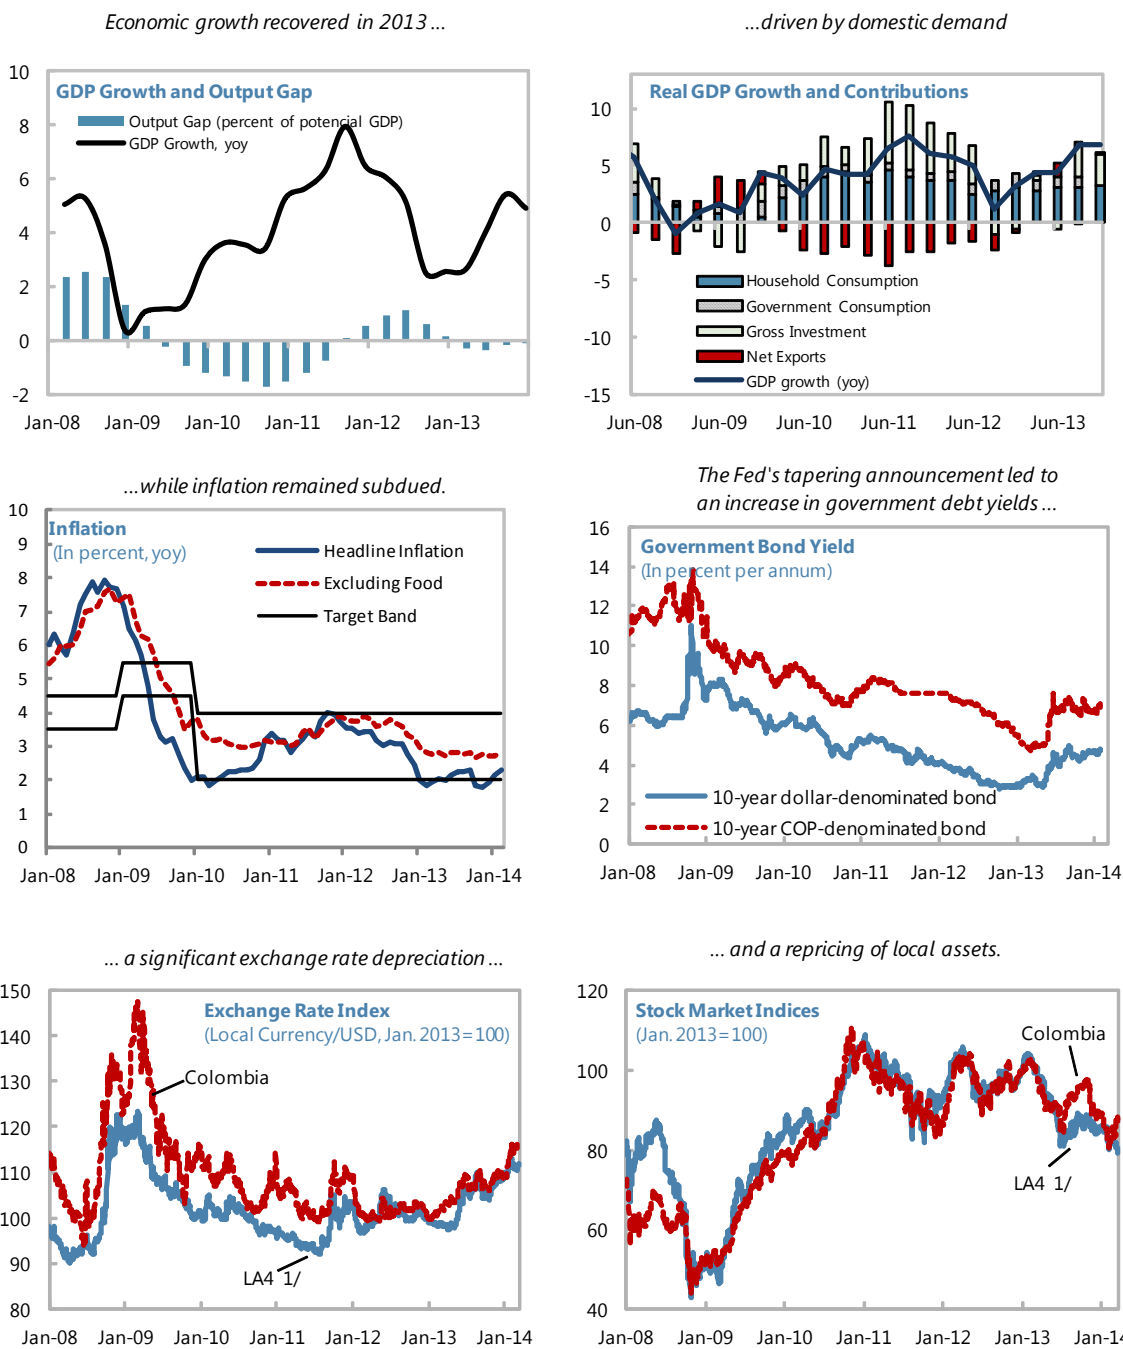 Economic growth recovered in 2013 ...
GDP Growth and Output Gap
Output Gap (percent of potencial GDP)
GDP Growth, yoy
10
8
6
4
2
0
-2
Jan-08 Jan-09 Jan-10 Jan-11 Jan-12 Jan-13
...driven by domestic demand
Real GDP Growth and Contributions
10
5
0
-5
-10
-15
Household Consumption
Government Consumption
Gross Investment
Net Exports
GDP growth (yoy)
Jun-08 Jun-09 Jun-10 Jun-11 Jun-12 Jun-13
...while inflation remained subdued.
Inflation
(In percent, yoy)
Headline Inflation
Excluding Food
Target Band
10
9
8
7
6
5
4
3
2
1
0
Jan-08 Jan-09 Jan-10 Jan-11 Jan-12 Jan-13 Jan-14
The Fed's tapering announcement led to
an increase in government debt yields ...
Government Bond Yield
(In percent per annum)
16
14
12
10
8
6
4
2
0
10-year dollar-denominated bond
10-year COP-denominated bond
Jan-08 Jan-09 Jan-10 Jan-11 Jan-12 Jan-13 Jan-14
... a significant exchange rate depreciation ...
Exchange Rate Index
(Local Currency/USD, Jan. 2013=100)
150
140
130
120
110
100
90
80
Colombia
LA4 1/
Jan-08 Jan-09 Jan-10 Jan-11 Jan-12 Jan-13 Jan-14
... and a repricing of local assets.
Stock Market Indices
(Jan. 2013=100)
120
100
80
60
40
Colombia
LA4 1/
Jan-08 Jan-09 Jan-10 Jan-11 Jan-12 Jan-13 Jan-14